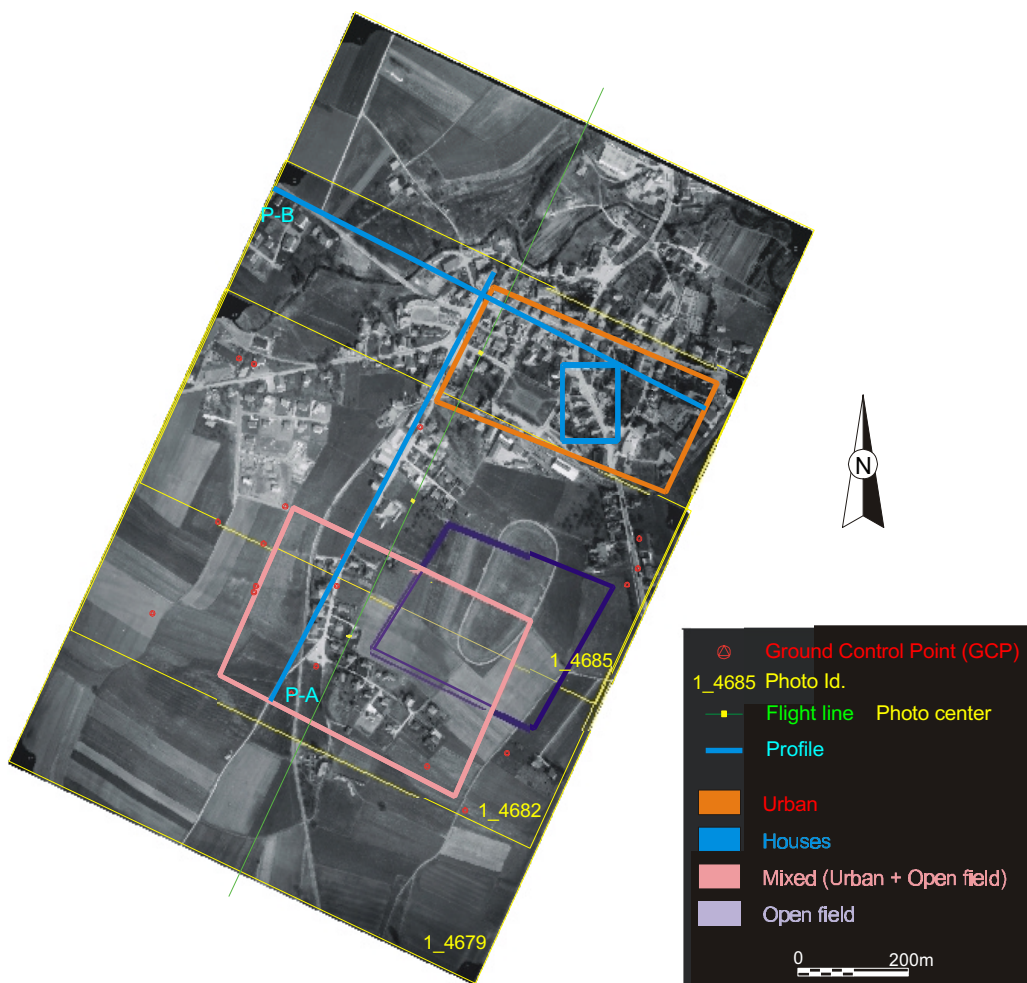 P-B
N
1_4685
P-A
1_4682
1_4679
Ground Control Point (GCP)
1_4685 Photo Id.
Flight line Photo center
Profile
Urban
Houses
Mixed (Urban + Open field)
Open field
0 200m